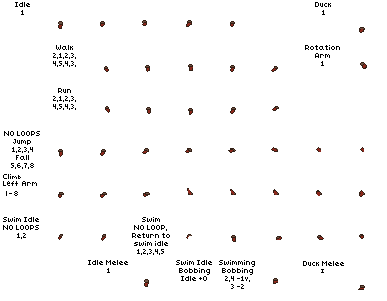 Idle
1
Duck
1
Walk
2,1,2,3,
4,5,4,3,
Rotation
Arm
1
Run
2,1,2,3,
4,5,4,3,
NO LOOPS
Jump
1,2,3,4
Fall
5,6,7,8
Climb
Left Arm
1-8
Swim Idle
NO LOOPS
1,2
Swim
NO LOOP,
Return to
swim idle
1,2,3,4,5
Idle Melee
1
Swim Idle
Bobbing
Idle +0
Swimming
Bobbing
2,4 -1v,
3 -2
Duck Melee
1